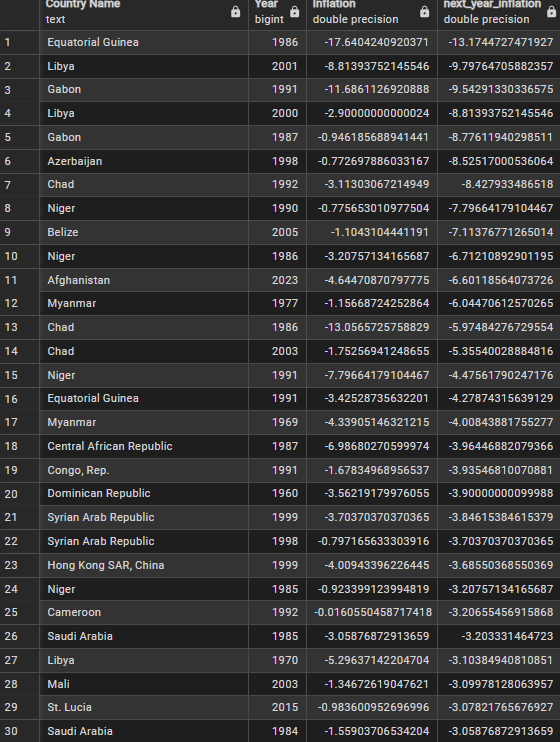 Country Name Year Inflation next_year_inflation
text bigint double precision double precision
1 Equatorial Guinea 1986 -17.6404240920371 -13.1744727471927
2 Libya 2001 -8.81393752145546 -9.79764705882357
3 Gabon 1991 -11.6861126920888 -9.54291330336575
4 Libya 2000 -2.90000000000024 -8.81393752145546
5 Gabon 1987 -0.946185688941441 -8.77611940298511
6 Azerbaijan 1998 -0.772697886033167 -8.52517000536064
7 Chad 1992 -3.11303067214949 -8.427933486518
8 Niger 1990 -0.775653010977504 -7.79664179104467
9 Belize 2005 -1.1043104441191 -7.11376771265014
10 Niger 1986 -3.20757134165687 -6.71210892901195
11 Afghanistan 2023 -4.64470870797775 -6.60118564073726
12 Myanmar 1977 -1.15668724252864 -6.04470612570265
13 Chad 1986 -13.0565725758829 -5.97484276729554
14 Chad 2003 -1.75256941248655 -5.35540028884816
15 Niger 1991 -7.79664179104467 -4.47561790247176
16 Equatorial Guinea 1991 -3.42528735632201 -4.27874315639129
17 Myanmar 1969 -4.33905146321215 -4.00843881755277
18 Central African Republic 1987 -6.98680270599974 -3.96446882079366
19 Congo, Rep. 1991 -1.67834968956537 -3.93546810070881
20 Dominican Republic 1960 -3.56219179976055 -3.90000000099988
21 Syrian Arab Republic 1999 -3.70370370370365 -3.84615384615379
22 Syrian Arab Republic 1998 -0.797165633303916 -3.70370370370365
23 Hong Kong SAR, China 1999 -4.00943396226445 -3.68550368550369
24 Niger 1985 -0.923399123994819 -3.20757134165687
25 Cameroon 1992 -0.0160550458717418 -3.20655456915868
26 Saudi Arabia 1985 -3.05876872913659 -3.203331464723
27 Libya 1970 -5.29637142204704 -3.10384940810851
28 Mali 2003 -1.34672619047621 -3.09978128063957
29 St. Lucia 2015 -0.983600952696996 -3.07821765676927
30 Saudi Arabia 1984 -1.55903706534204 -3.05876872913659